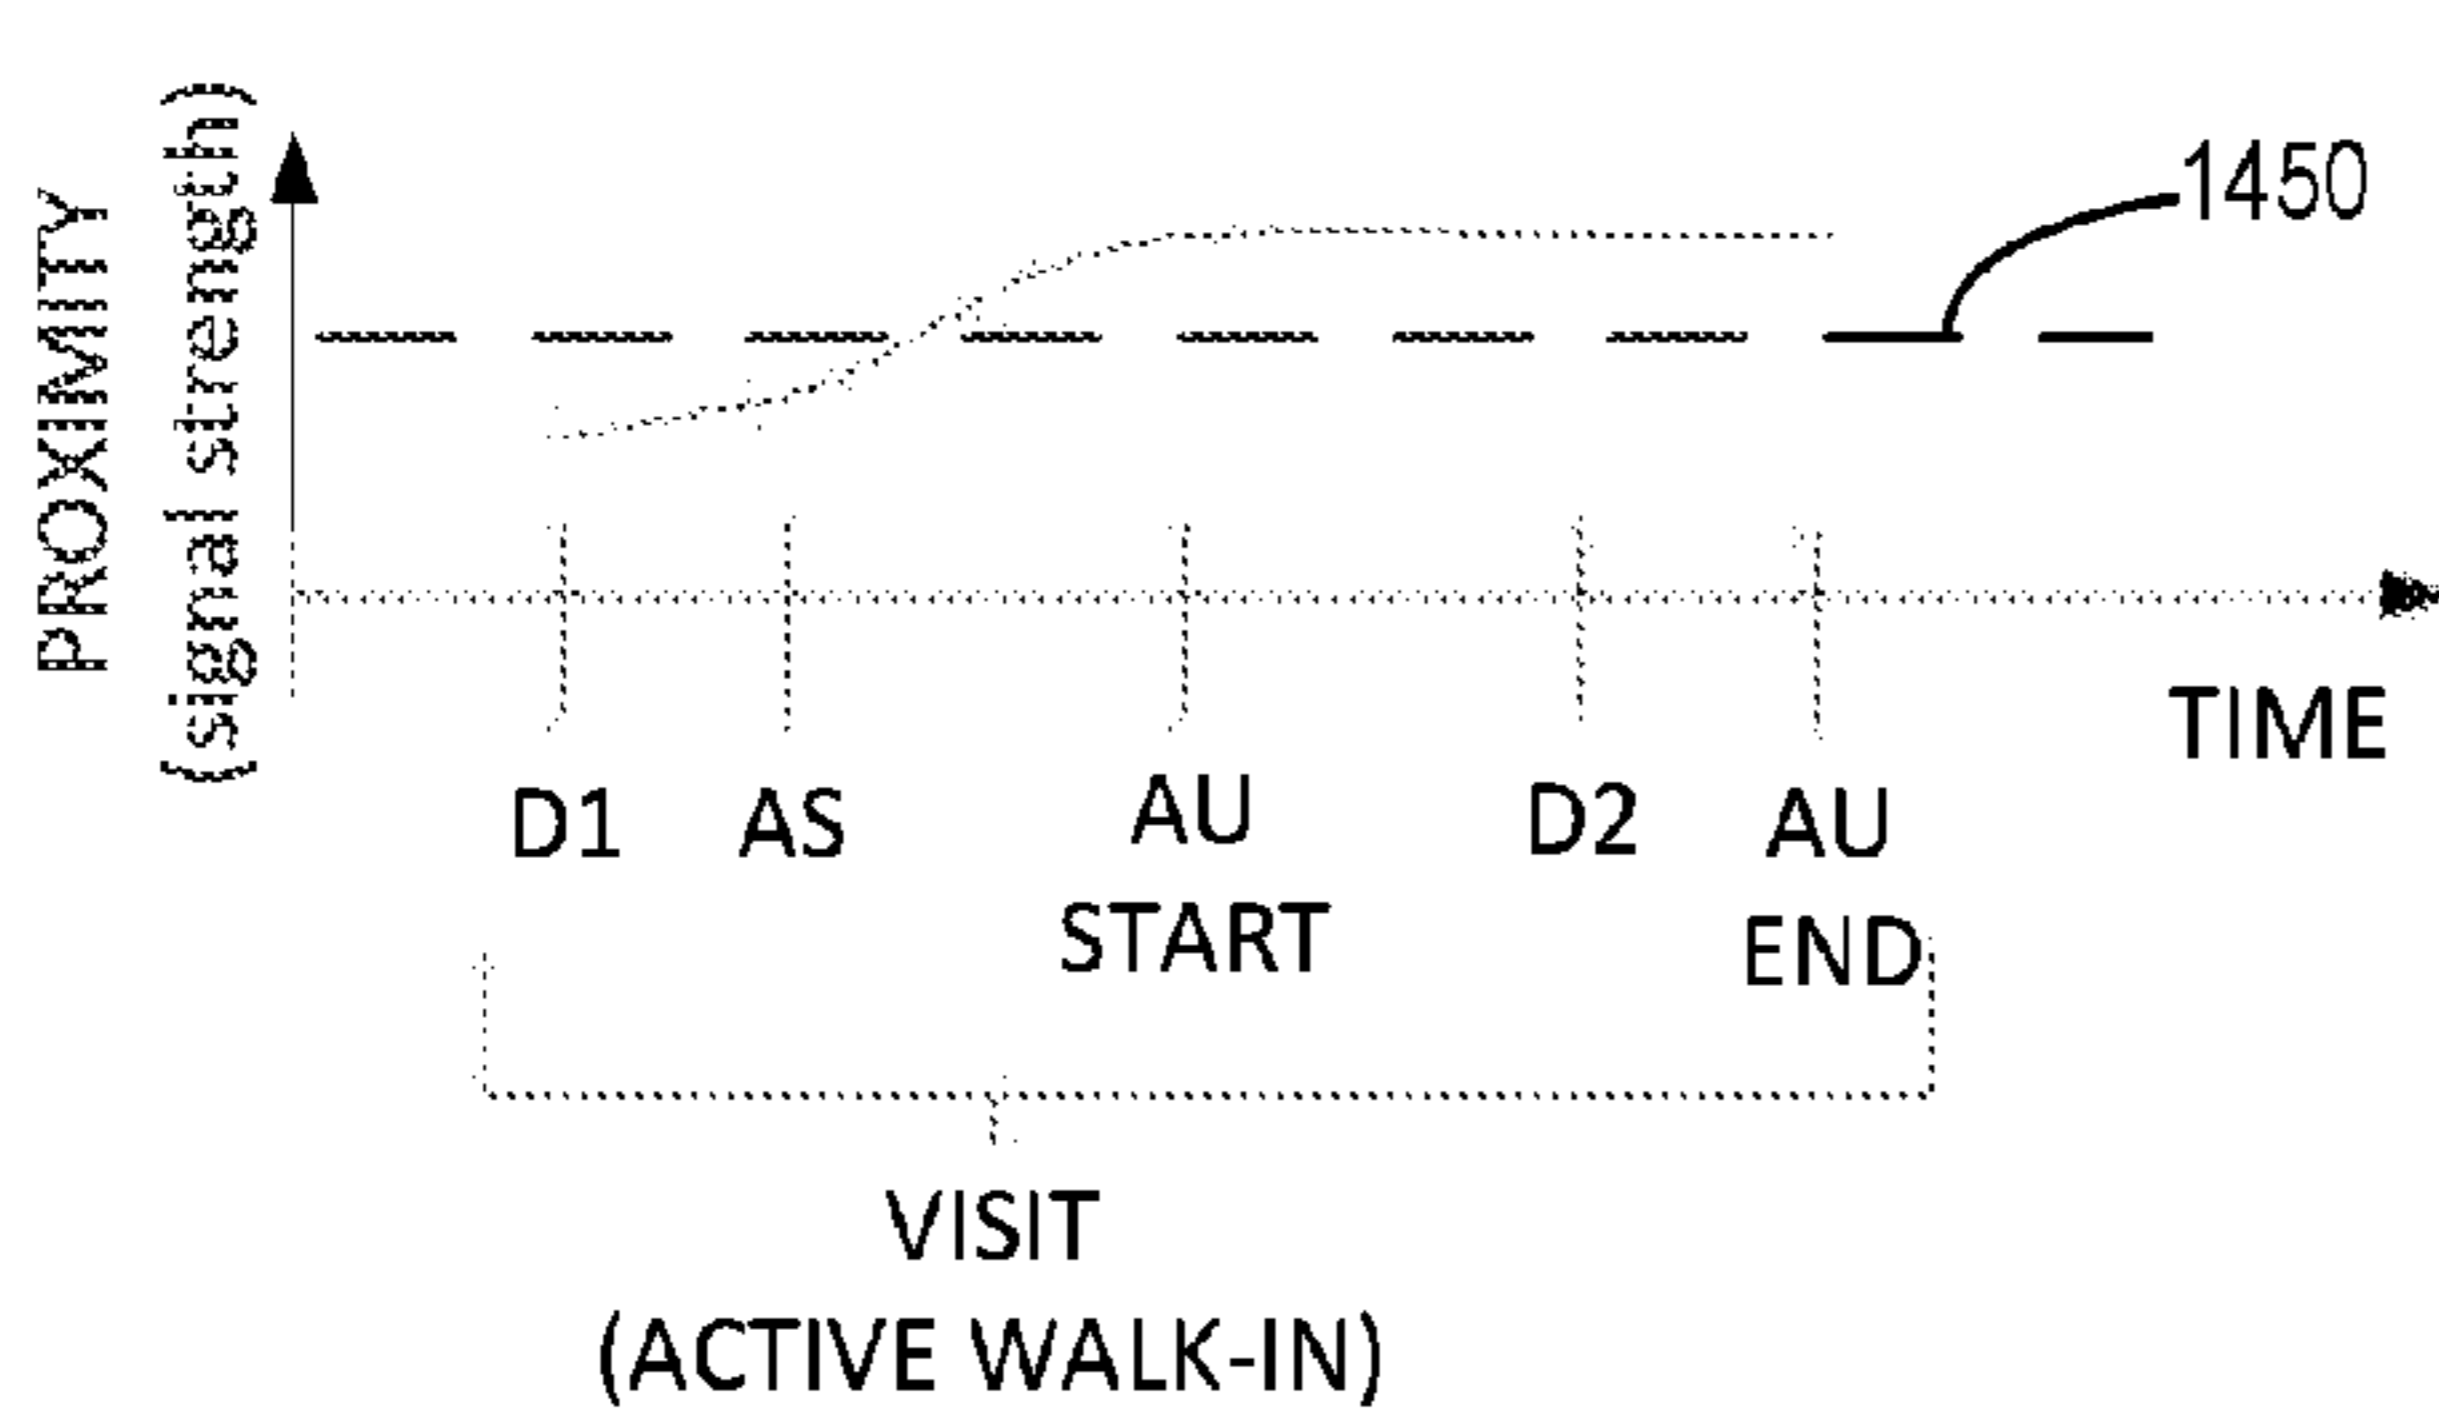 PROXIMITY
(signal strength)
1450
TIME
D1 AS AU START D2 AU END
VISIT
(ACTIVE WALK-IN)